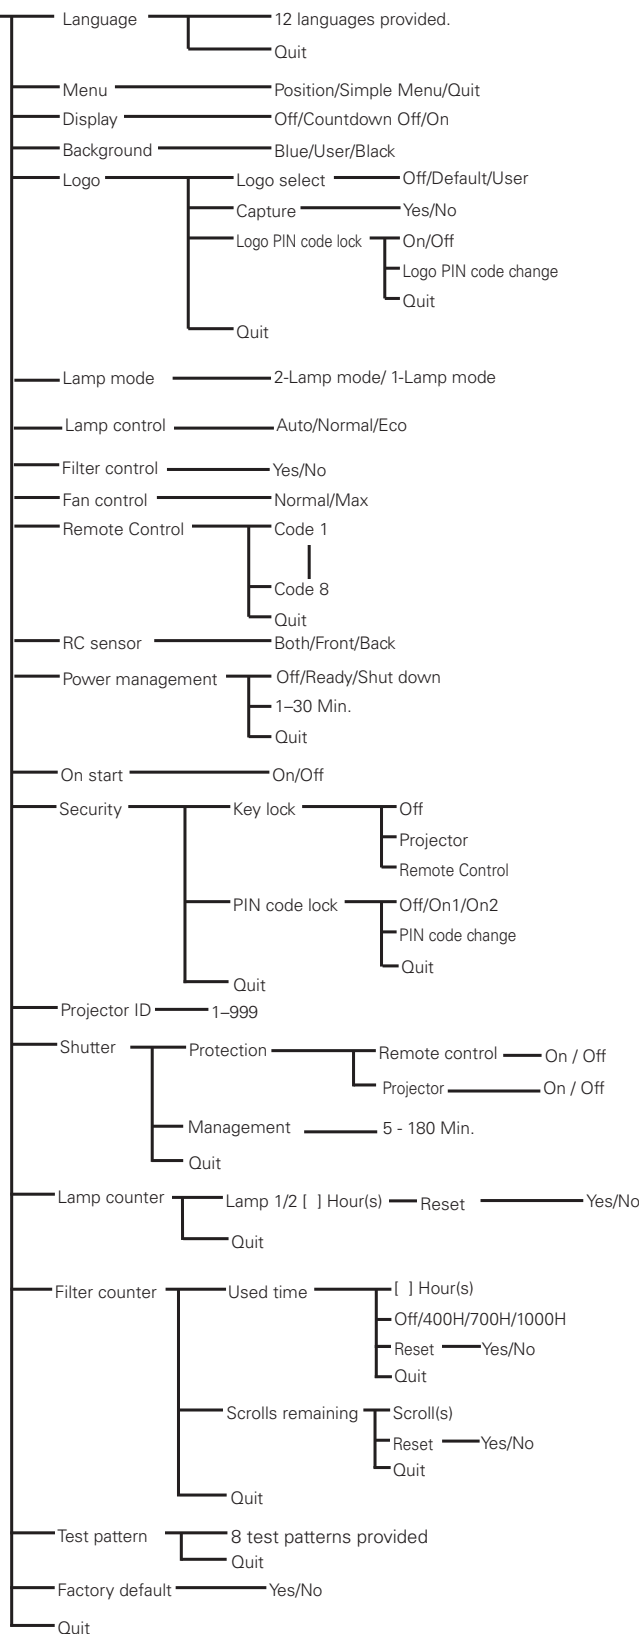 Language 12 languages provided.
Quit
Menu Position/Simple Menu/Quit
Display Off/Countdown Off/On
Background Blue/User/Black
Logo Logo select Off/Default/User
Capture Yes/No
Logo PIN code lock On/Off
Logo PIN code change
Quit
Quit
Lamp mode 2-Lamp mode/ 1-Lamp mode
Lamp control Auto/Normal/Eco
Filter control Yes/No
Fan control Normal/Max
Remote Control Code 1
Code 8
Quit
RC sensor Both/Front/Back
Power management Off/Ready/Shut down
1–30 Min.
Quit
On start On/Off
Security Key lock Off
Projector
Remote Control
PIN code lock Off/On1/On2
PIN code change
Quit
Quit
Projector ID 1–999
Shutter Protection Remote control On / Off
Projector On / Off
Management 5 - 180 Min.
Quit
Lamp counter Lamp 1/2 [ ] Hour(s) Reset Yes/No
Quit
Filter counter Used time [ ] Hour(s)
Off/400H/700H/1000H
Reset Yes/No
Quit
Scrolls remaining Scroll(s)
Reset Yes/No
Quit
Quit
Test pattern 8 test patterns provided
Quit
Factory default Yes/No
Quit